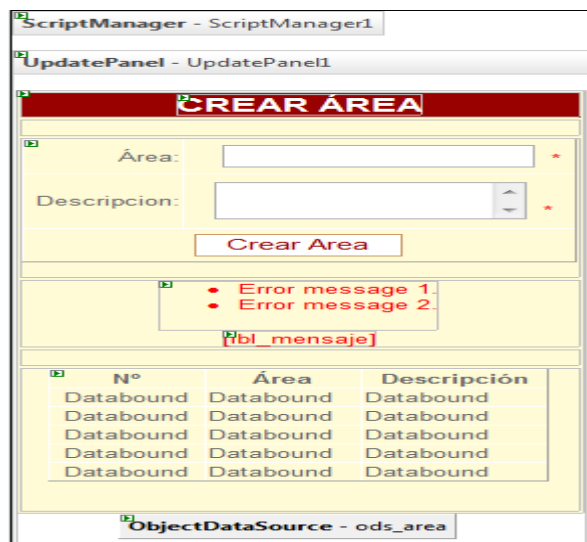 ScriptManager - ScriptManager1
UpdatePanel - UpdatePanel1
CREAR ÁREA
Área: *
Descripcion: *
Crear Area
• Error message 1.
• Error message 2.
[lbl_mensaje]
Nº Área Descripción
Databound Databound Databound
Databound Databound Databound
Databound Databound Databound
Databound Databound Databound
Databound Databound Databound
ObjectDataSource - ods_area